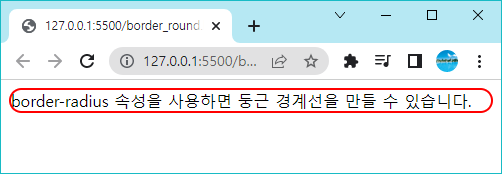 127.0.0.1:5500/border_round
127.0.0.1:5500/b...
border-radius 속성을 사용하면 둥근 경계선을 만들 수 있습니다.